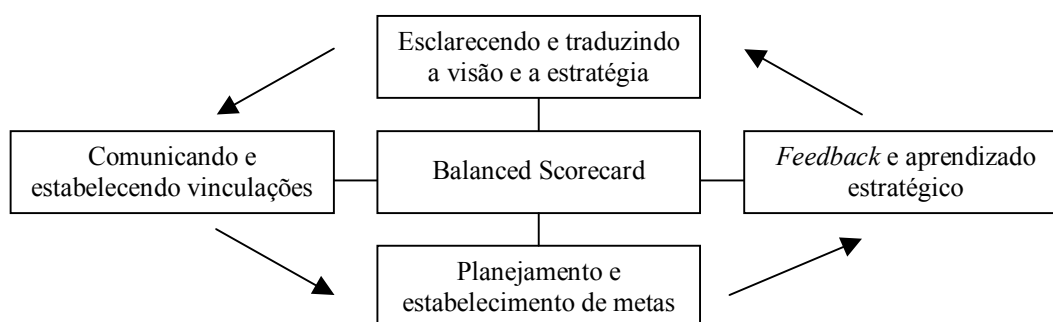 Esclarecendo e traduzindo
a visão e a estratégia
Comunicando e
estabelecendo vinculações
Balanced Scorecard
Feedback e aprendizado
estratégico
Planejamento e
estabelecimento de metas